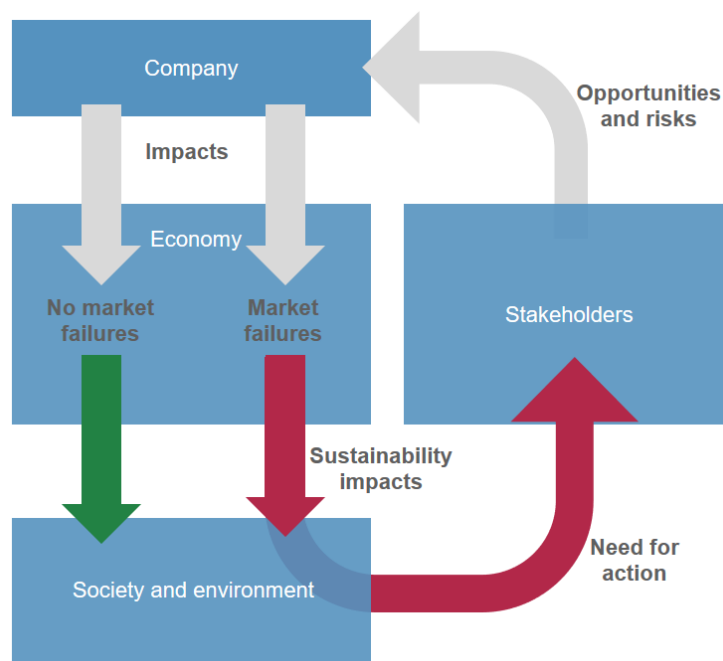 Company
Opportunities
and risks
Impacts
Economy
No market
failures
Market
failures
Stakeholders
Sustainability
impacts
Need for
action
Society and environment